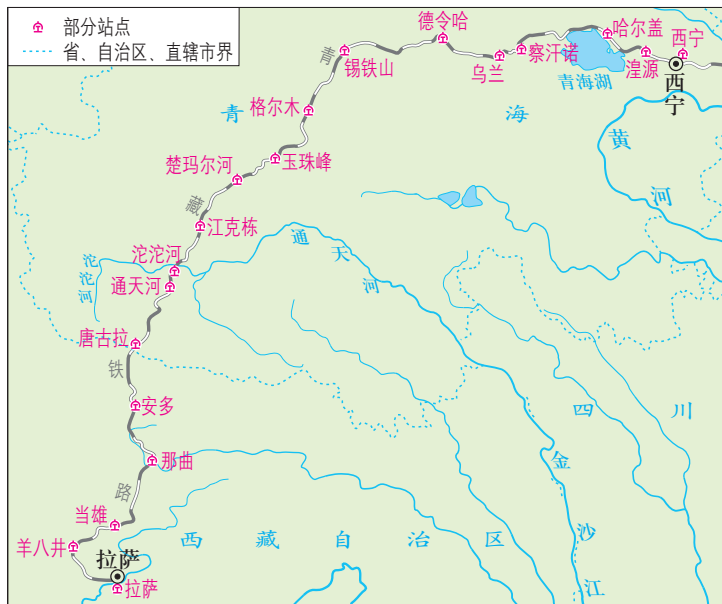 部分站点
省、自治区、直辖市界
德令哈
哈尔盖
西宁
青
锡铁山
乌兰
察汗诺
湟源
西宁
青海湖
格尔木
青
海
黄
河
楚玛尔河
玉珠峰
藏
江克栋
沱沱河
沱沱河
通天河
通
天
河
唐古拉
铁
安多
四
川
那曲
金
沙
江
路
当雄
羊八井
西
藏
自
治
区
拉萨
拉萨